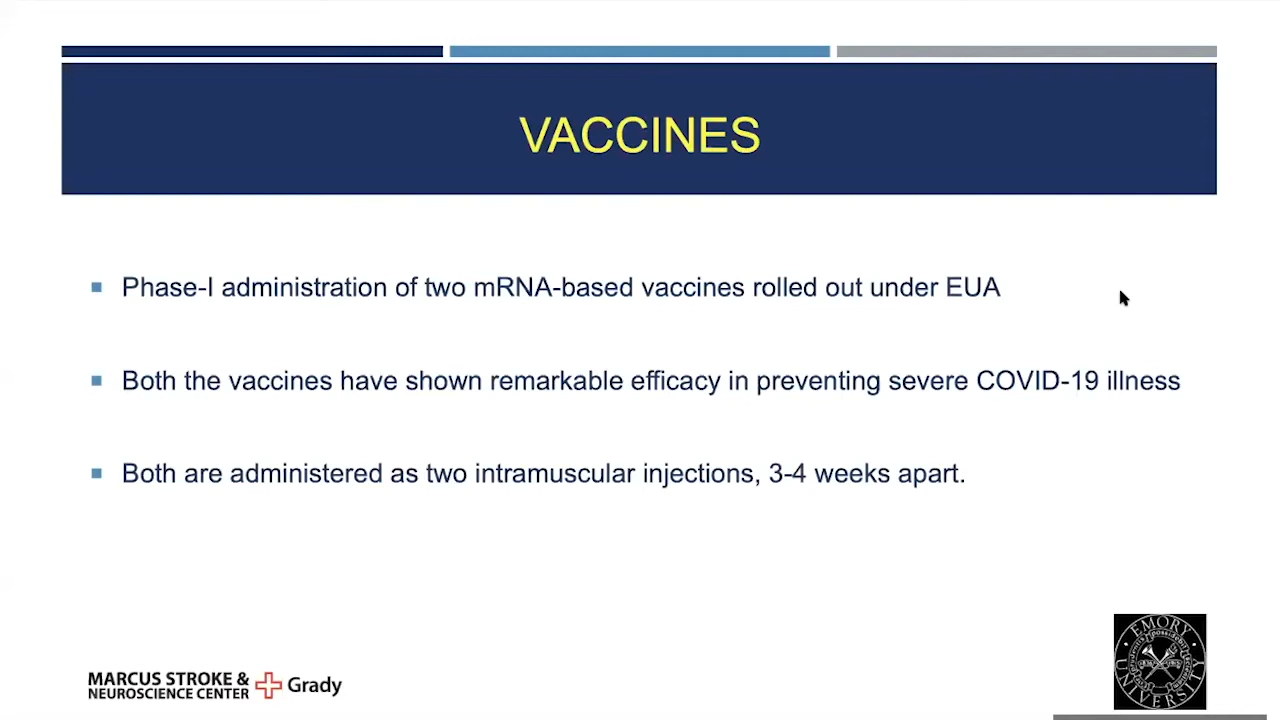 VACCINES
Phase-I administration of two mRNA-based vaccines rolled out under EUA
Both the vaccines have shown remarkable efficacy in preventing severe COVID-19 illness
Both are administered as two intramuscular injections, 3-4 weeks apart.
MARCUS STROKE &
NEUROSCIENCE CENTER
Grady
EMORY
UNIVERSITY